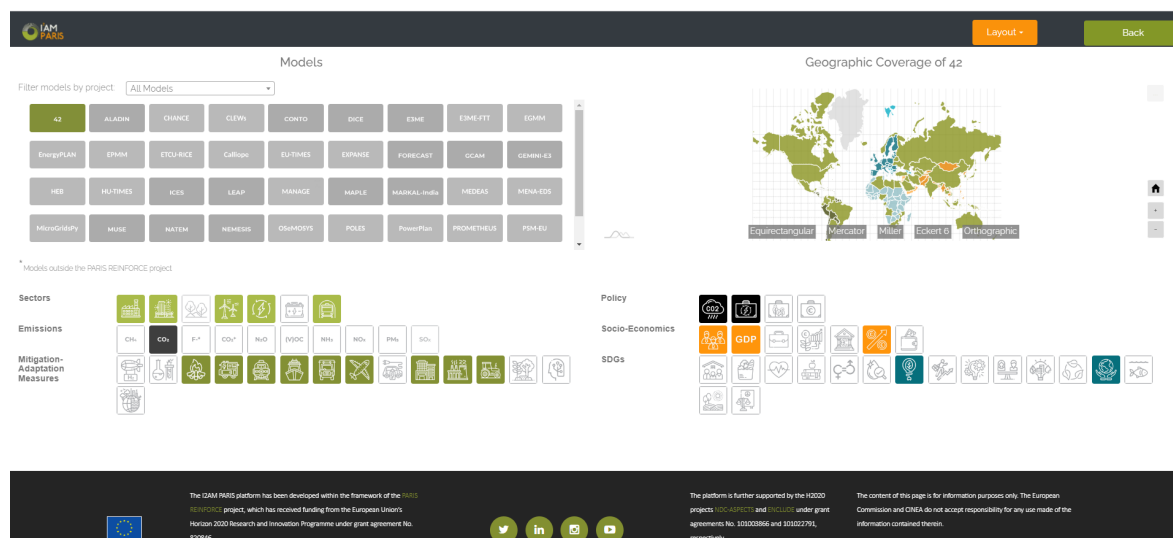 I²AM
PARIS
Layout
Back
Models
Geographic Coverage of 42
Filter models by project
All Models
42 ALADIN CHANCE CLEWs CONTO DICE E3ME E3ME-FTT EGMM
EnergyPLAN EPMM ETCU-RICE Calliope EU-TIMES EXPANSE FORECAST GCAM GEMINI-E3
HEB HU-TIMES ICES LEAP MANAGE MAPLE MARKAL-India MEDEAS MENA-EDS
MicroGridsPy MUSE NATEM NEMESIS OSeMOSYS POLES PowerPlan PROMETHEUS PSM-EU
Equirectangular Mercator Miller Eckert 6 Orthographic
+
-
* Models outside the PARIS REINFORCE project
Sectors
Emissions
CH₄ CO₂ F-* CO₂* N₂O (V)OC NH₃ NOₓ PMₓ SOₓ
Mitigation-
Adaptation
Measures
H₂
Policy
CO2
Socio-Economics
GDP
SDGs
The I2AM PARIS platform has been developed within the framework of the PARIS
REINFORCE project, which has received funding from the European Union's
Horizon 2020 Research and Innovation Programme under grant agreement No.
820846.
The platform is further supported by the H2020
projects NDC-ASPECTS and ENCLUDE under grant
agreements No. 101003866 and 101022791,
respectively.
The content of this page is for information purposes only. The European
Commission and CINEA do not accept responsibility for any use made of the
information contained therein.